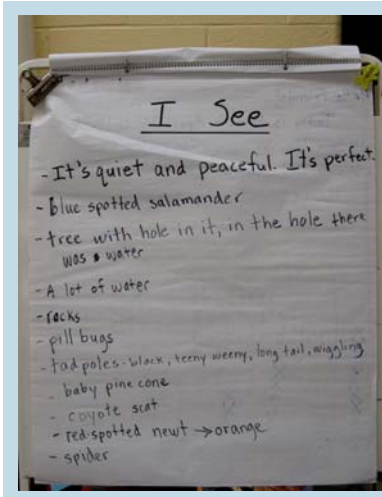 I See
- It's quiet and peaceful. It's perfect.
- blue spotted salamander
- tree with hole in it, in the hole there
was water
- A lot of water
- rocks
- pill bugs
- tadpoles - black, teeny weeny, long tail, wiggling
- baby pine cone
- coyote scat
- red-spotted newt → orange
- spider